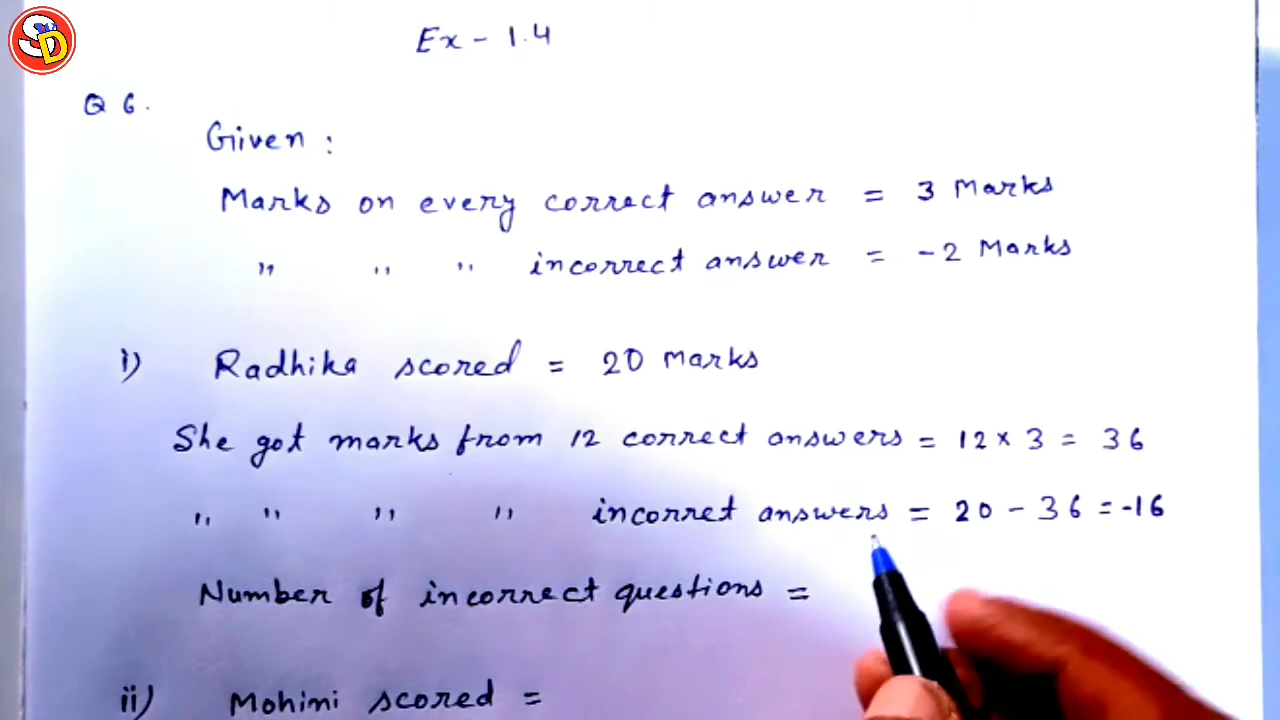 SD
Ex - 1.4
Q 6.
Given :
Marks on every correct answer = 3 Marks
" " " incorrect answer = -2 Marks
i) Radhika scored = 20 Marks
She got marks from 12 correct answers = 12 × 3 = 36
" " " " incorret answers = 20 - 36 = -16
Number of incorrect questions =
ii) Mohini scored =